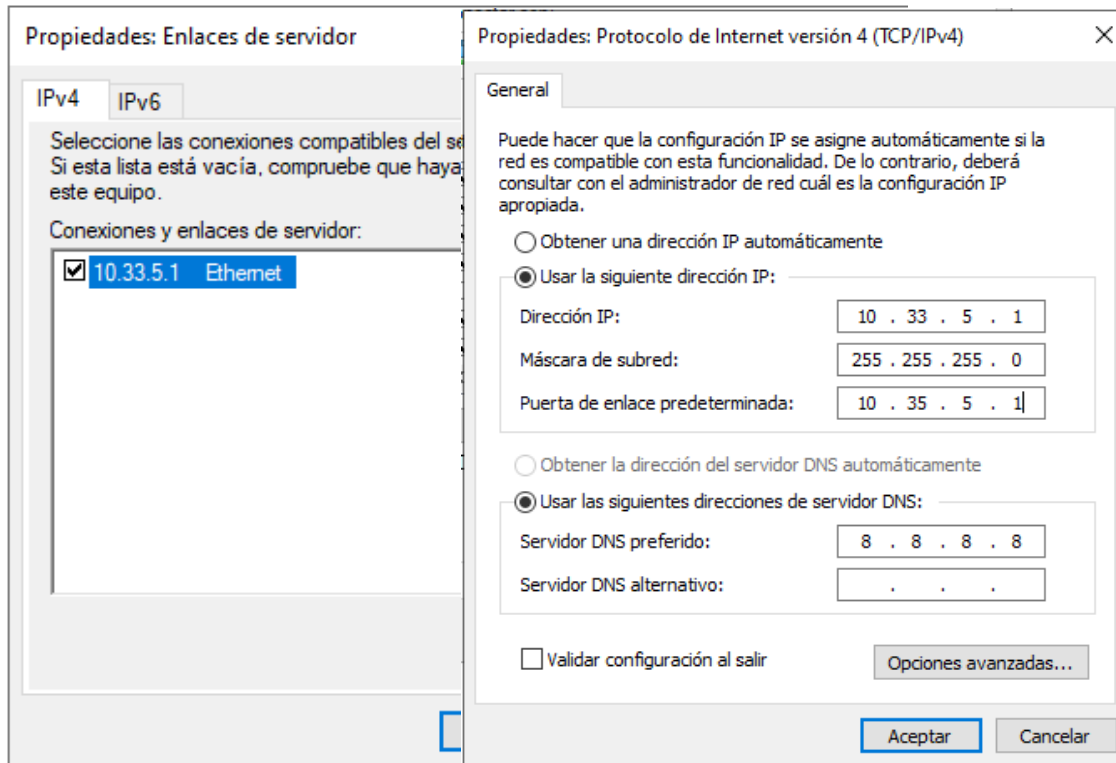 Propiedades: Enlaces de servidor
IPv4
IPv6
Seleccione las conexiones compatibles del
Si esta lista está vacía, compruebe que haya
este equipo.
Conexiones y enlaces de servidor:
10.33.5.1 Ethernet
Propiedades: Protocolo de Internet versión 4 (TCP/IPv4)
General
Puede hacer que la configuración IP se asigne automáticamente si la
red es compatible con esta funcionalidad. De lo contrario, deberá
consultar con el administrador de red cuál es la configuración IP
apropiada.
Obtener una dirección IP automáticamente
Usar la siguiente dirección IP:
Dirección IP: 10 . 33 . 5 . 1
Máscara de subred: 255 . 255 . 255 . 0
Puerta de enlace predeterminada: 10 . 35 . 5 . 1
Obtener la dirección del servidor DNS automáticamente
Usar las siguientes direcciones de servidor DNS:
Servidor DNS preferido: 8 . 8 . 8 . 8
Servidor DNS alternativo: . . .
Validar configuración al salir
Opciones avanzadas...
Aceptar
Cancelar